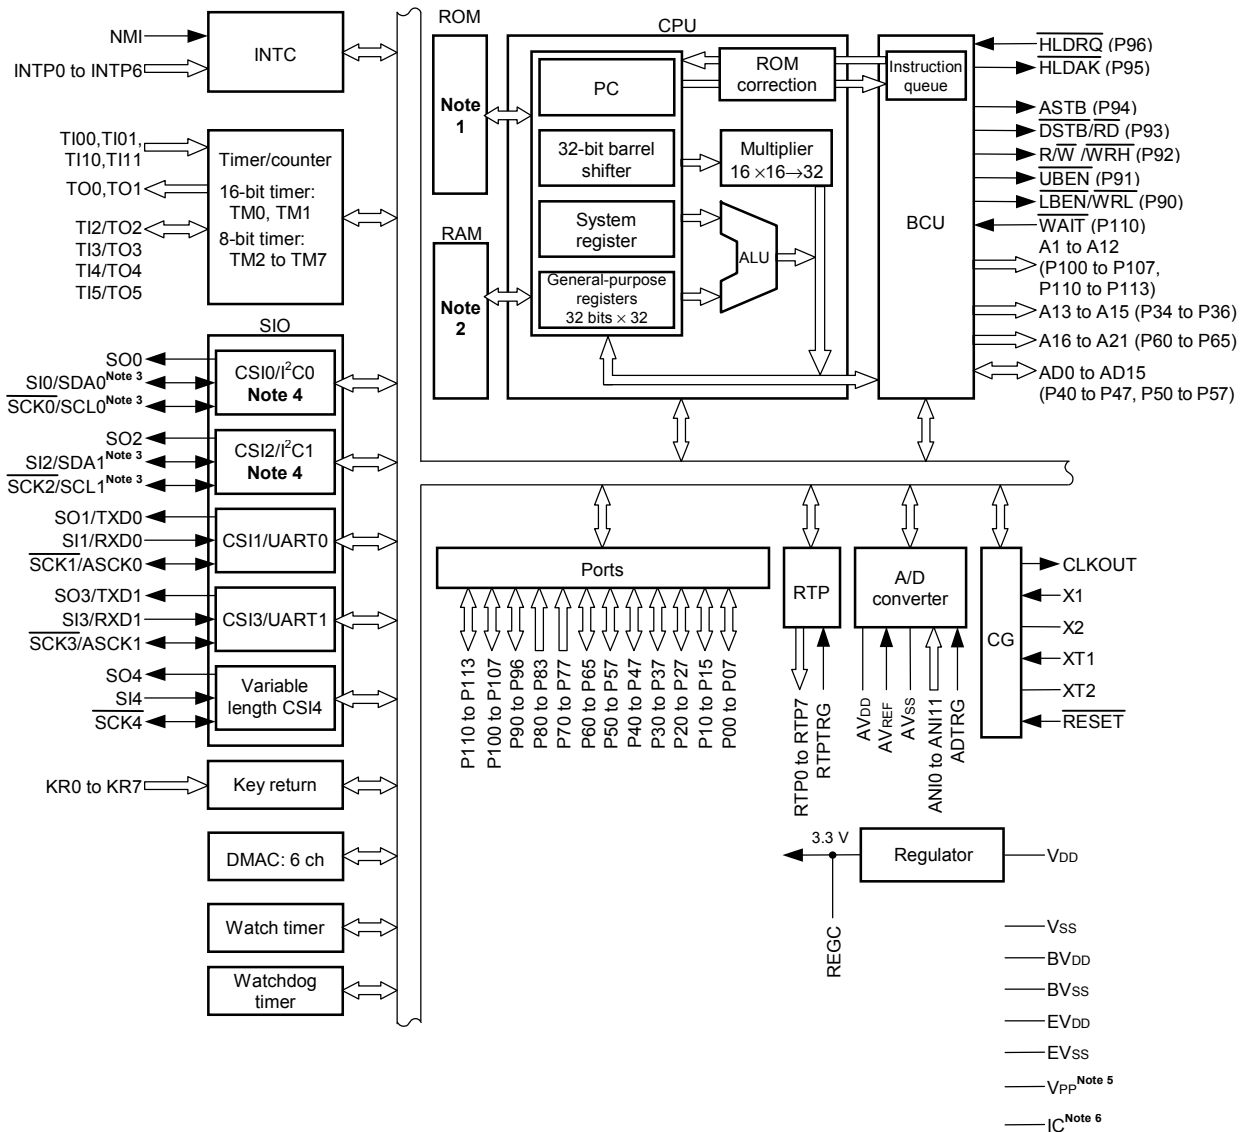 NMI
INTP0 to INTP6
INTC
TI00,TI01,
TI10,TI11
TO0,TO1
TI2/TO2
TI3/TO3
TI4/TO4
TI5/TO5
Timer/counter
16-bit timer:
TM0, TM1
8-bit timer:
TM2 to TM7
SIO
SO0
SI0/SDA0 Note 3
SCK0/SCL0 Note 3
CSI0/I²C0
Note 4
SO2
SI2/SDA1 Note 3
SCK2/SCL1 Note 3
CSI2/I²C1
Note 4
SO1/TXD0
SI1/RXD0
SCK1/ASCK0
CSI1/UART0
SO3/TXD1
SI3/RXD1
SCK3/ASCK1
CSI3/UART1
SO4
SI4
SCK4
Variable
length CSI4
KR0 to KR7
Key return
DMAC: 6 ch
Watch timer
Watchdog
timer
ROM
Note
1
RAM
Note
2
CPU
PC
32-bit barrel
shifter
System
register
General-purpose
registers
32 bits × 32
ROM
correction
Multiplier
16 ×16→32
ALU
Instruction
queue
BCU
HLDRQ (P96)
HLDAK (P95)
ASTB (P94)
DSTB/RD (P93)
R/W /WRH (P92)
UBEN (P91)
LBEN/WRL (P90)
WAIT (P110)
A1 to A12
(P100 to P107,
P110 to P113)
A13 to A15 (P34 to P36)
A16 to A21 (P60 to P65)
AD0 to AD15
(P40 to P47, P50 to P57)
Ports
P110 to P113
P100 to P107
P90 to P96
P80 to P83
P70 to P77
P60 to P65
P50 to P57
P40 to P47
P30 to P37
P20 to P27
P10 to P15
P00 to P07
RTP
RTP0 to RTP7
RTPTRG
A/D
converter
AVDD
AVREF
AVSS
ANI0 to ANI11
ADTRG
CG
CLKOUT
X1
X2
XT1
XT2
RESET
3.3 V
Regulator
VDD
REGC
VSS
BVDD
BVSS
EVDD
EVSS
VPP Note 5
IC Note 6